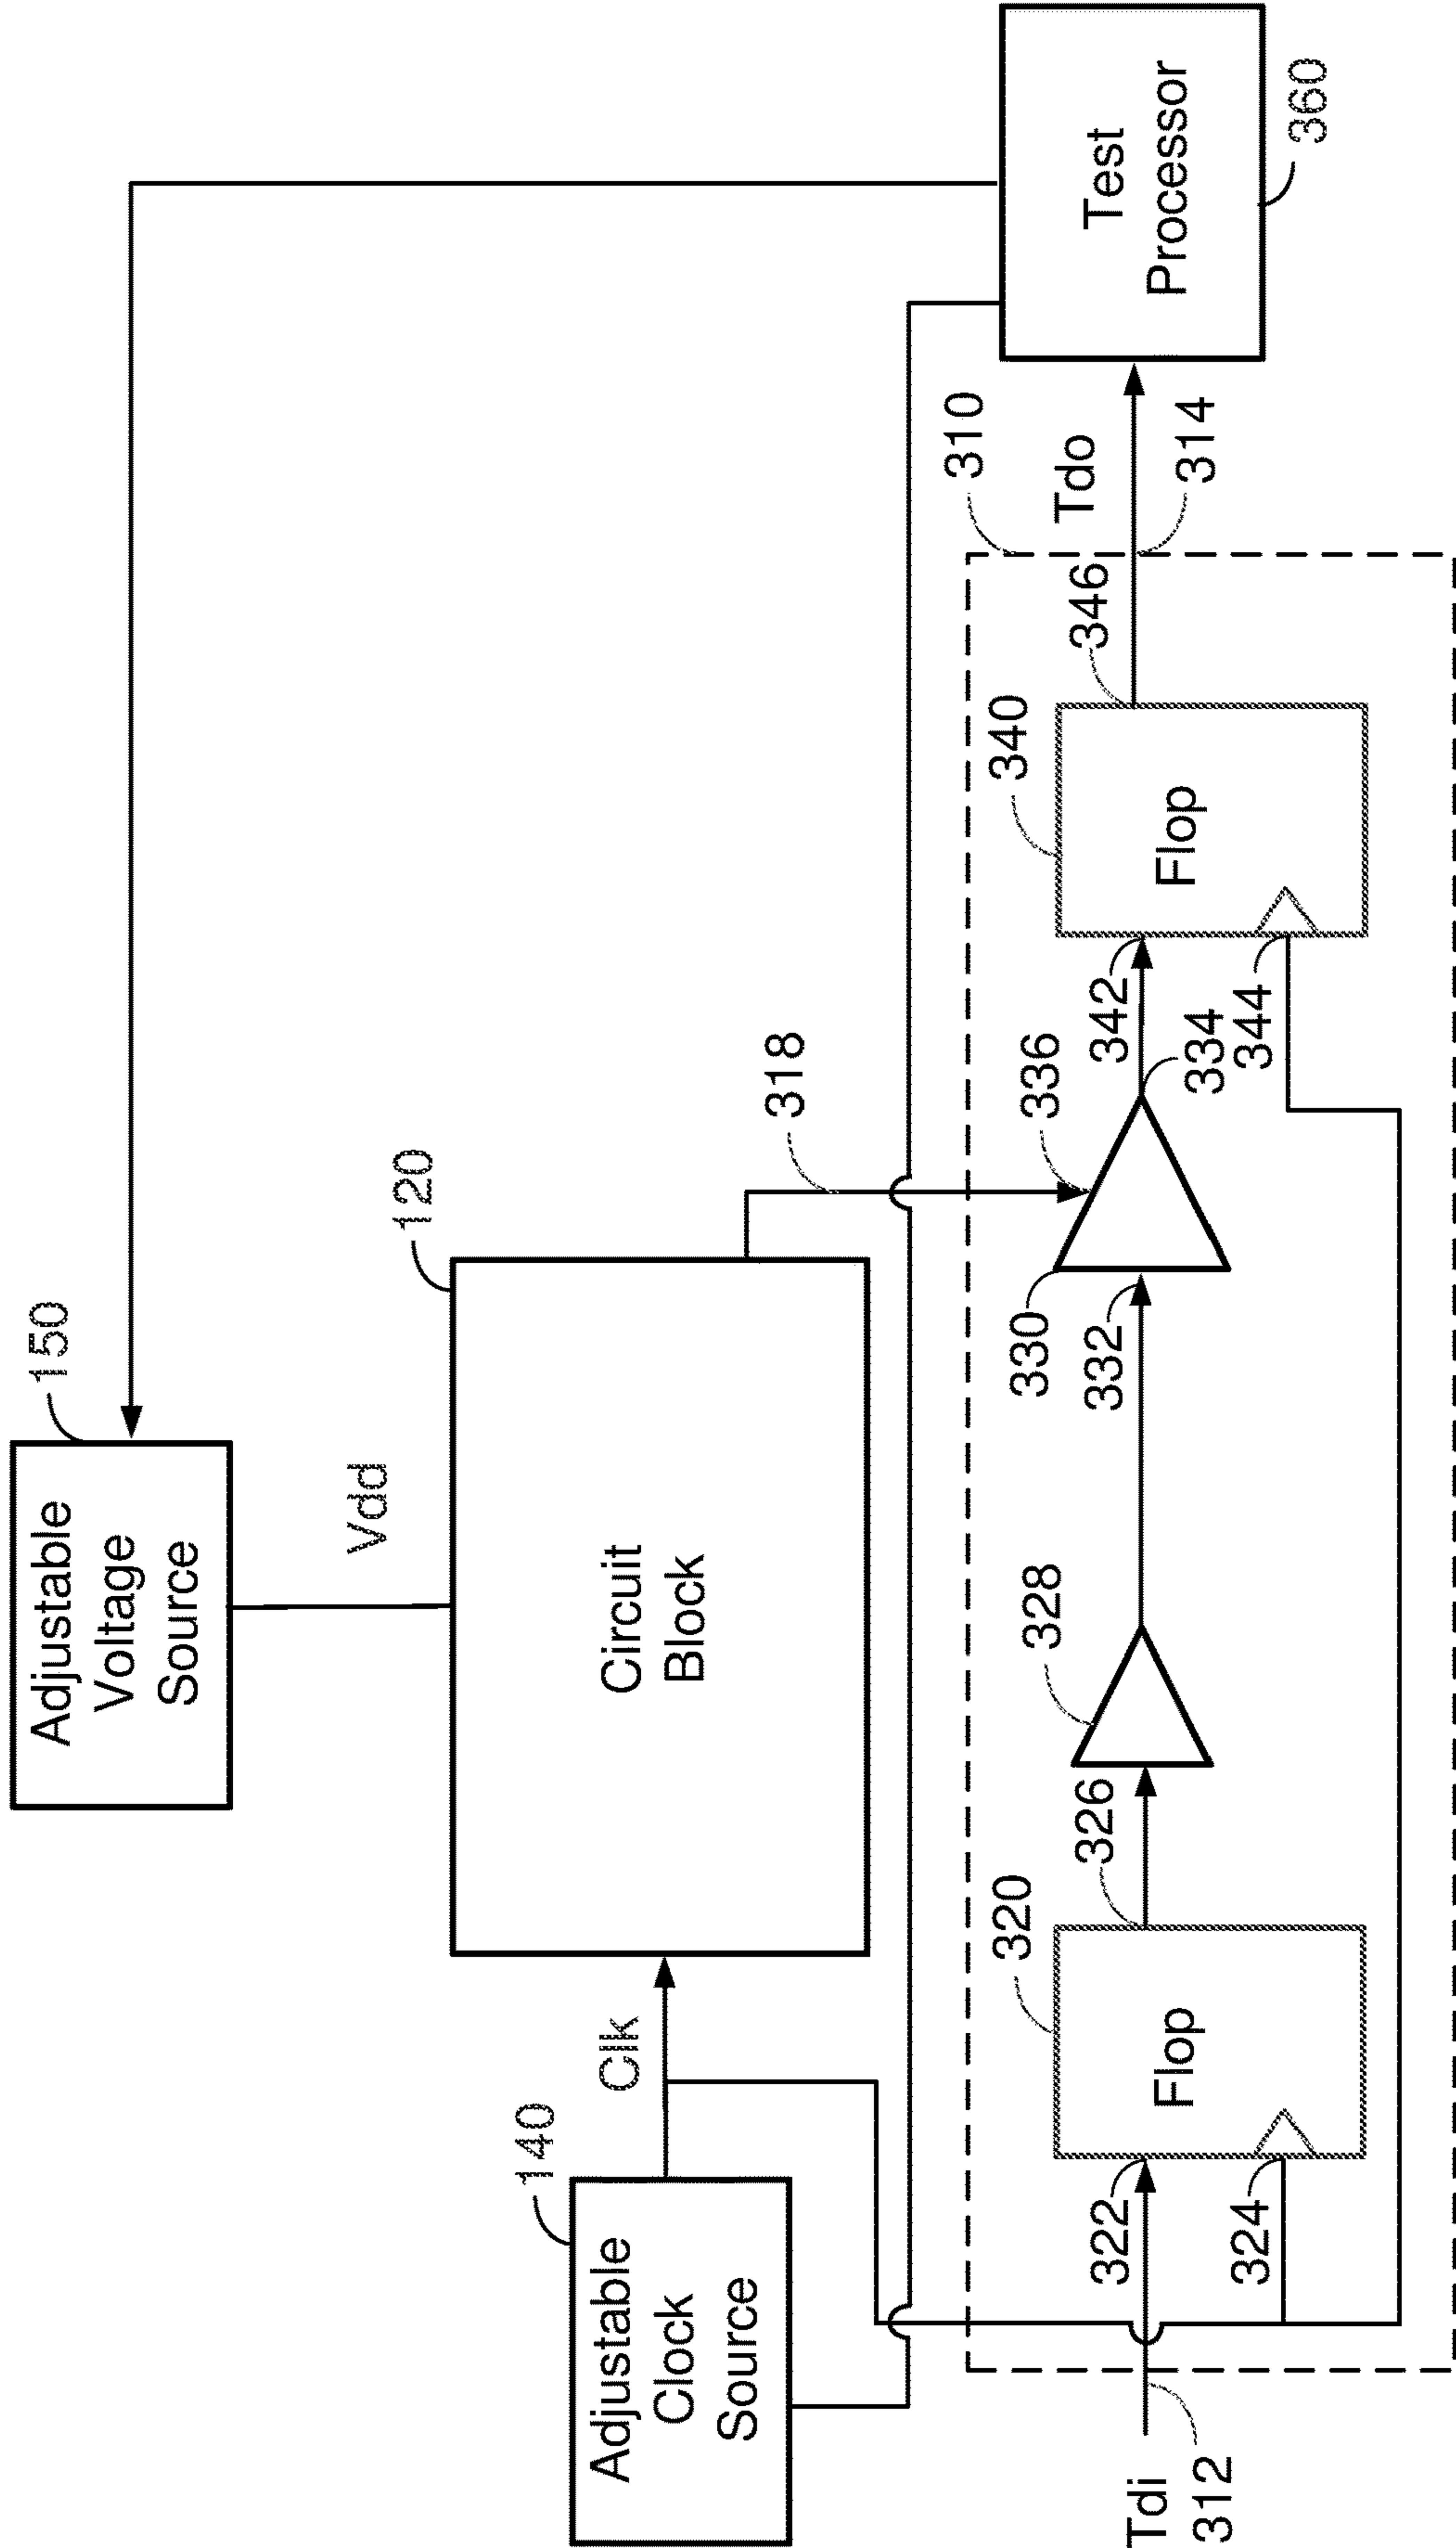 Adjustable
Voltage
Source
150
Vdd
120
Circuit
Block
Adjustable
Clock
Source
140
Clk
318
310
Tdi
312
322
324
320
Flop
326
328
330
332
336
334
342
344
340
Flop
346
Tdo
314
Test
Processor
360